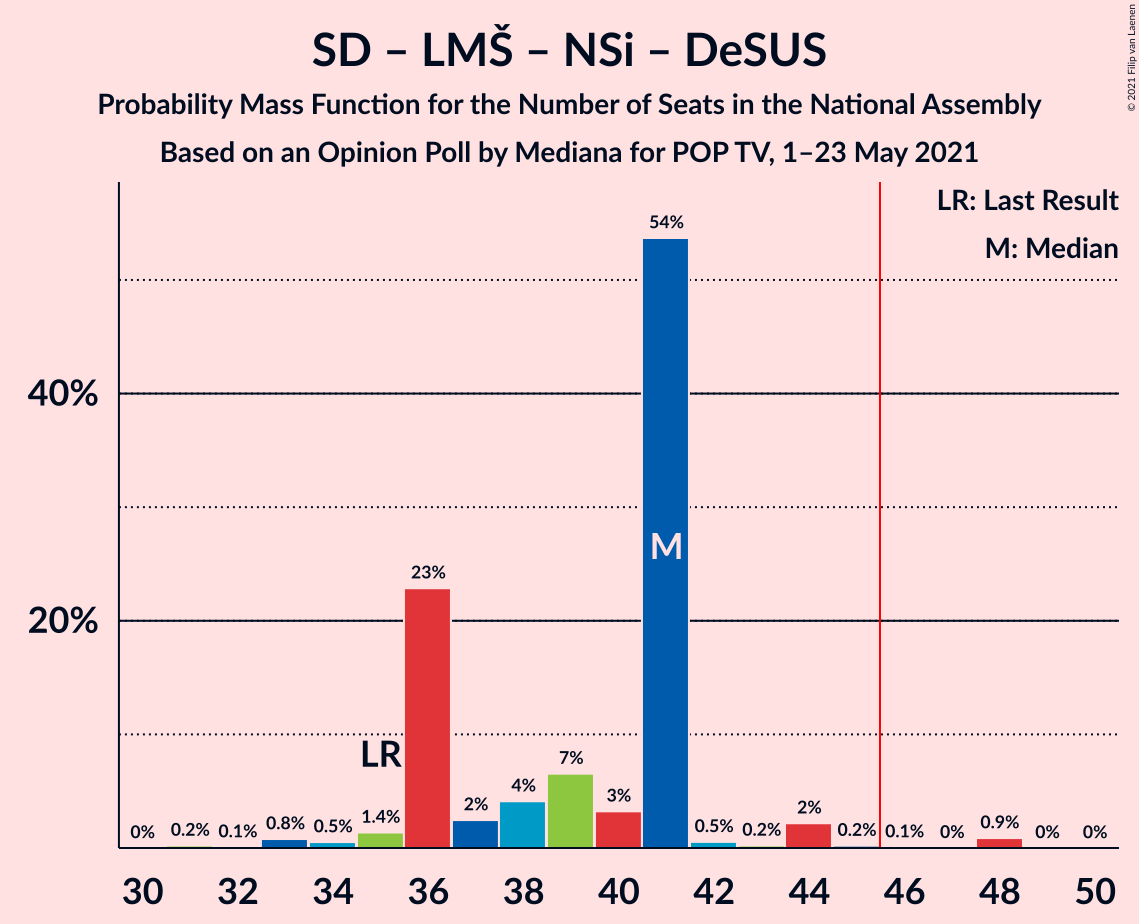 SD – LMŠ – NSi – DeSUS
Probability Mass Function for the Number of Seats in the National Assembly
Based on an Opinion Poll by Mediana for POP TV, 1–23 May 2021
© 2021 Filip van Laenen
LR: Last Result
M: Median
40%
20%
0%
0.2%
0.1%
0.8%
0.5%
1.4%
LR
23%
2%
4%
7%
3%
54%
M
0.5%
0.2%
2%
0.2%
0.1%
0%
0.9%
0%
0%
30 32 34 36 38 40 42 44 46 48 50